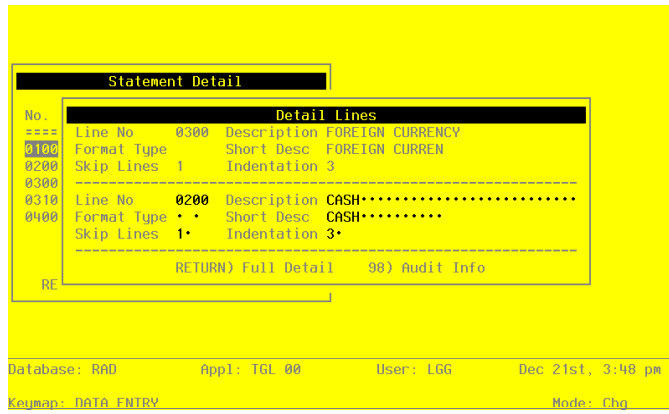 Statement Detail
No.
Detail Lines
====
Line No 0300 Description FOREIGN CURRENCY
0100 Format Type Short Desc FOREIGN CURREN
0200 Skip Lines 1 Indentation 3
0300
0310 Line No 0200 Description CASH••••••••••••••••••••••••••
0400 Format Type • • Short Desc CASH••••••••••
Skip Lines 1• Indentation 3•
RETURN) Full Detail 98) Audit Info
RE
Database: RAD Appl: TGL 00 User: LGG Dec 21st, 3:48 pm
Keymap: DATA ENTRY Mode: Chg